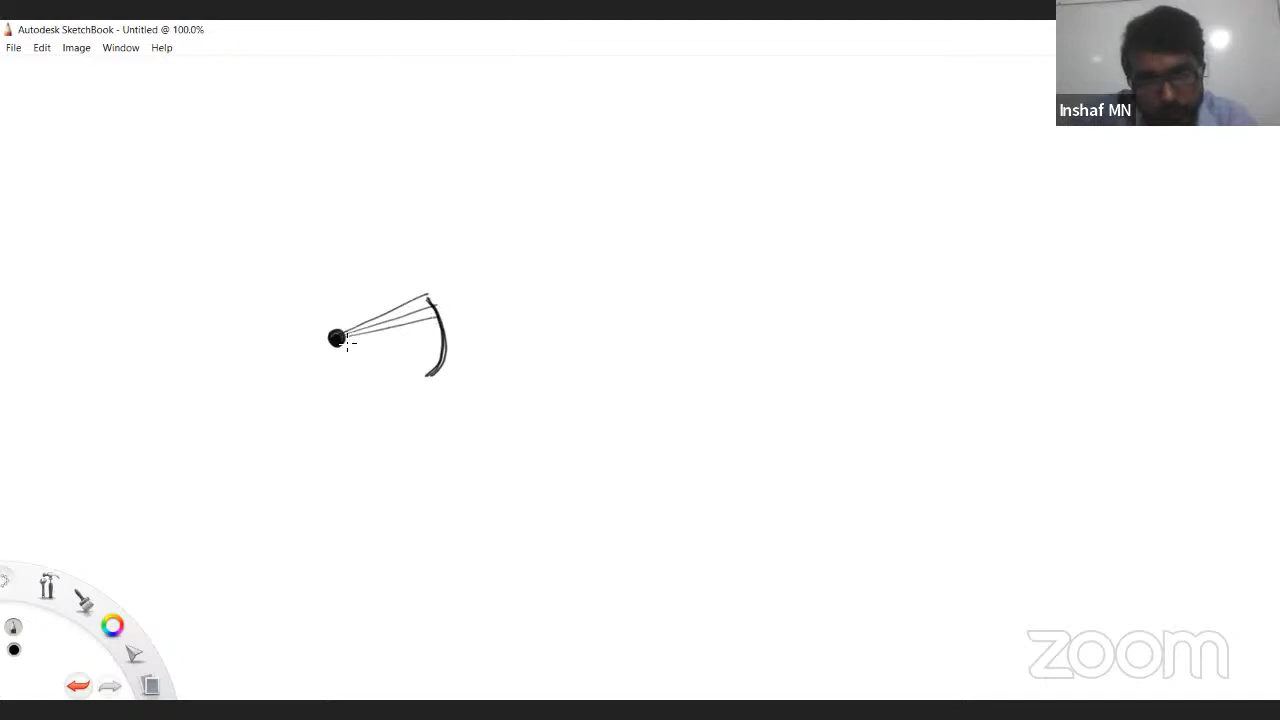 Autodesk SketchBook - Untitled @ 100.0%
File Edit Image Window Help
Inshaf MN
zoom